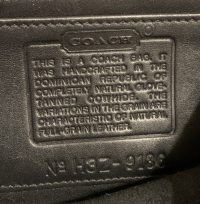 COACH
THIS IS A COACH BAG. IT
WAS HANDCRAFTED IN THE
DOMINICAN REPUBLIC OF
COMPLETELY NATURAL GLOVE-
TANNED COWHIDE. THE
VARIATIONS IN THE GRAIN ARE
CHARACTERISTIC OF NATURAL
FULL-GRAIN LEATHER.
Nº H3Z-9136